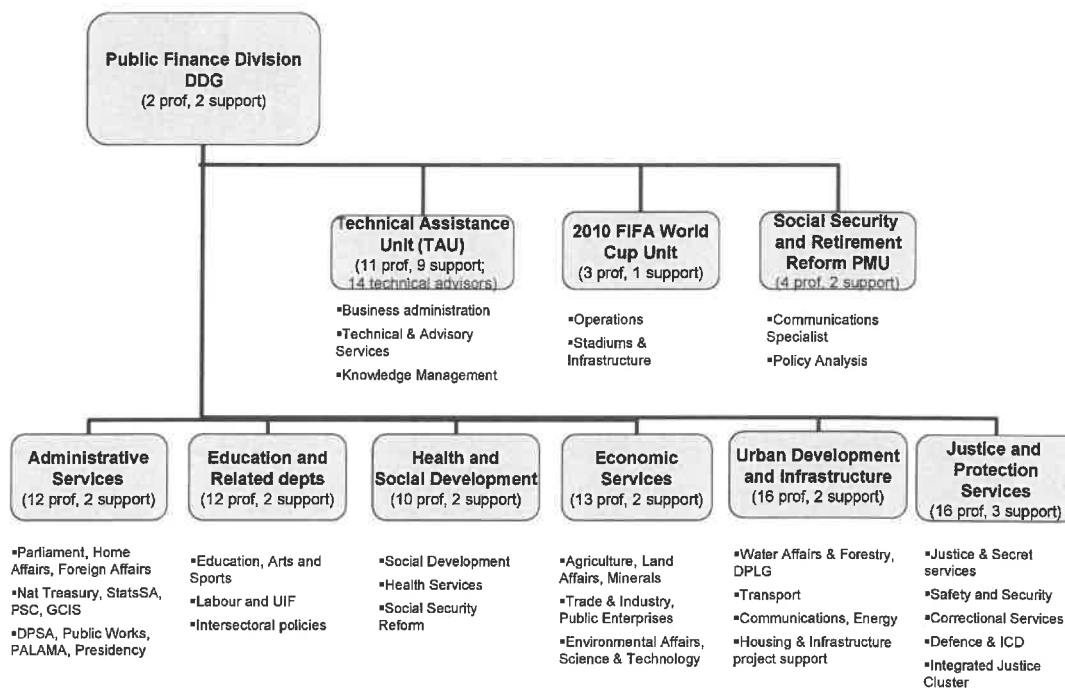 Public Finance Division
DDG
(2 prof, 2 support)
Technical Assistance
Unit (TAU)
(11 prof, 9 support;
14 technical advisors)
▪Business administration
▪Technical & Advisory
Services
▪Knowledge Management
2010 FIFA World
Cup Unit
(3 prof, 1 support)
▪Operations
▪Stadiums &
Infrastructure
Social Security
and Retirement
Reform PMU
(4 prof, 2 support)
▪Communications
Specialist
▪Policy Analysis
Administrative
Services
(12 prof, 2 support)
▪Parliament, Home
Affairs, Foreign Affairs
▪Nat Treasury, StatsSA,
PSC, GCIS
▪DPSA, Public Works,
PALAMA, Presidency
Education and
Related depts
(12 prof, 2 support)
▪Education, Arts and
Sports
▪Labour and UIF
▪Intersectoral policies
Health and
Social Development
(10 prof, 2 support)
▪Social Development
▪Health Services
▪Social Security
Reform
Economic
Services
(13 prof, 2 support)
▪Agriculture, Land
Affairs, Minerals
▪Trade & Industry,
Public Enterprises
▪Environmental Affairs,
Science & Technology
Urban Development
and Infrastructure
(16 prof, 2 support)
▪Water Affairs & Forestry,
DPLG
▪Transport
▪Communications, Energy
▪Housing & Infrastructure
project support
Justice and
Protection
Services
(16 prof, 3 support)
▪Justice & Secret
services
▪Safety and Security
▪Correctional Services
▪Defence & ICD
▪Integrated Justice
Cluster